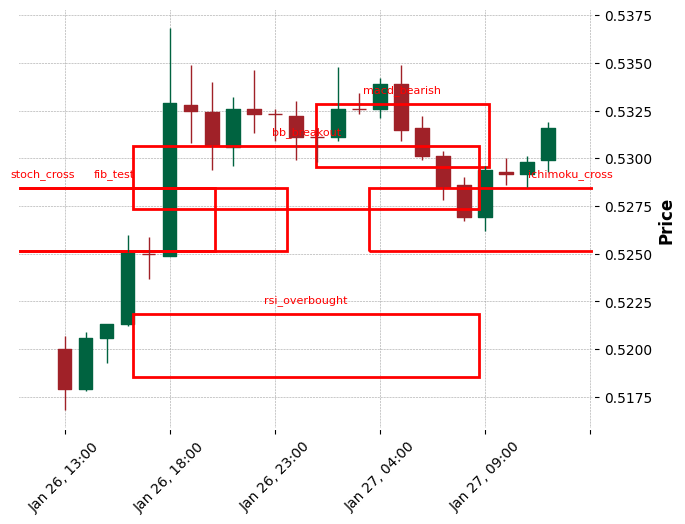 0.5375
0.5350
macd_bearish
0.5325
bb_breakout
0.5300
stoch_cross
fib_test
ichimoku_cross
0.5275
Price
0.5250
rsi_overbought
0.5225
0.5200
0.5175
Jan 26, 13:00
Jan 26, 18:00
Jan 26, 23:00
Jan 27, 04:00
Jan 27, 09:00